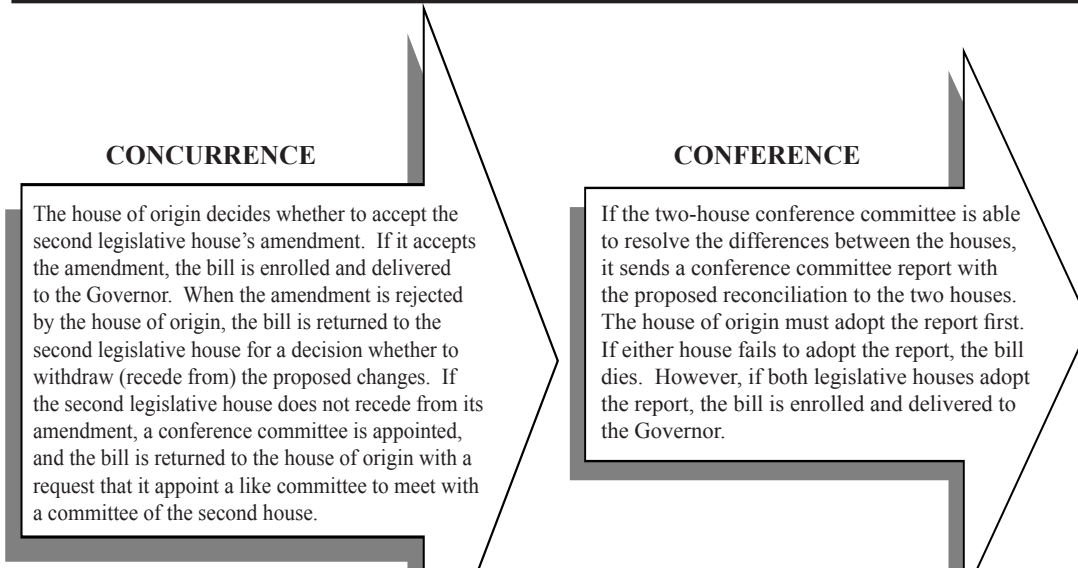 CONCURRENCE
The house of origin decides whether to accept the
second legislative house’s amendment.  If it accepts
the amendment, the bill is enrolled and delivered
to the Governor.  When the amendment is rejected
by the house of origin, the bill is returned to the
second legislative house for a decision whether to
withdraw (recede from) the proposed changes.  If
the second legislative house does not recede from its
amendment, a conference committee is appointed,
and the bill is returned to the house of origin with a
request that it appoint a like committee to meet with
a committee of the second house.
CONFERENCE
If the two-house conference committee is able
to resolve the differences between the houses,
it sends a conference committee report with
the proposed reconciliation to the two houses.
The house of origin must adopt the report first.
If either house fails to adopt the report, the bill
dies.  However, if both legislative houses adopt
the report, the bill is enrolled and delivered to
the Governor.